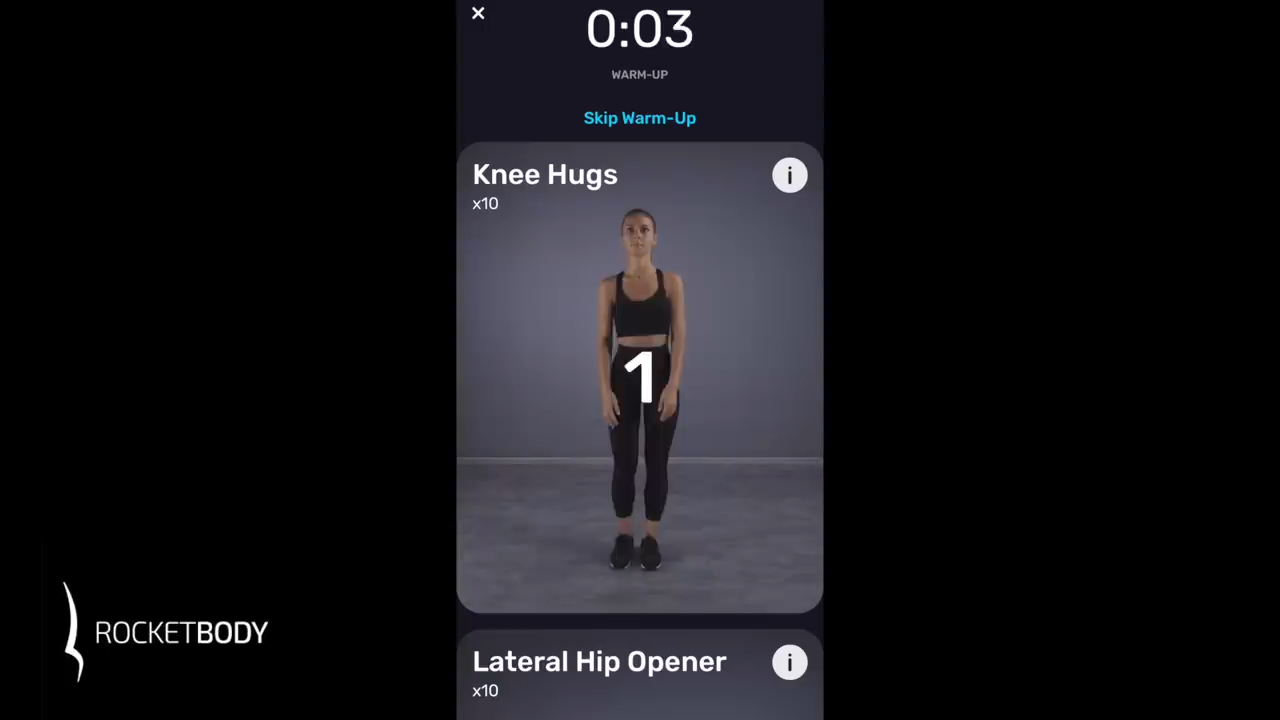 ×
0:03
WARM-UP
Skip Warm-Up
Knee Hugs
i
x10
1
ROCKETBODY
Lateral Hip Opener
i
x10